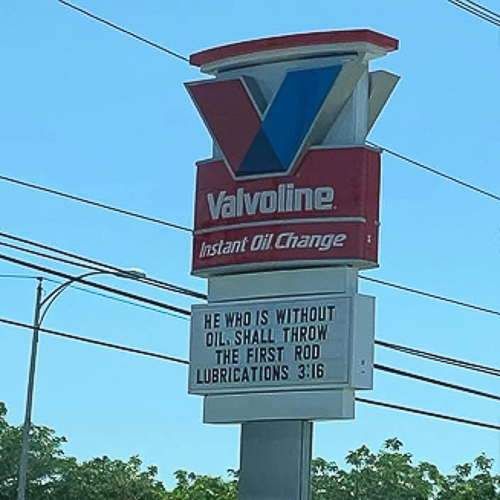 Valvoline
Instant Oil Change
HE WHO IS WITHOUT
OIL, SHALL THROW
THE FIRST ROD
LUBRICATIONS 3:16